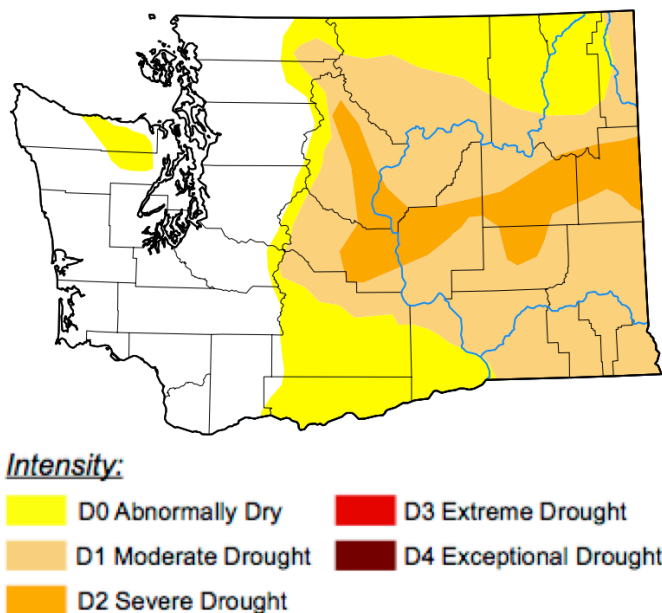 Intensity:
D0 Abnormally Dry
D1 Moderate Drought
D2 Severe Drought
D3 Extreme Drought
D4 Exceptional Drought